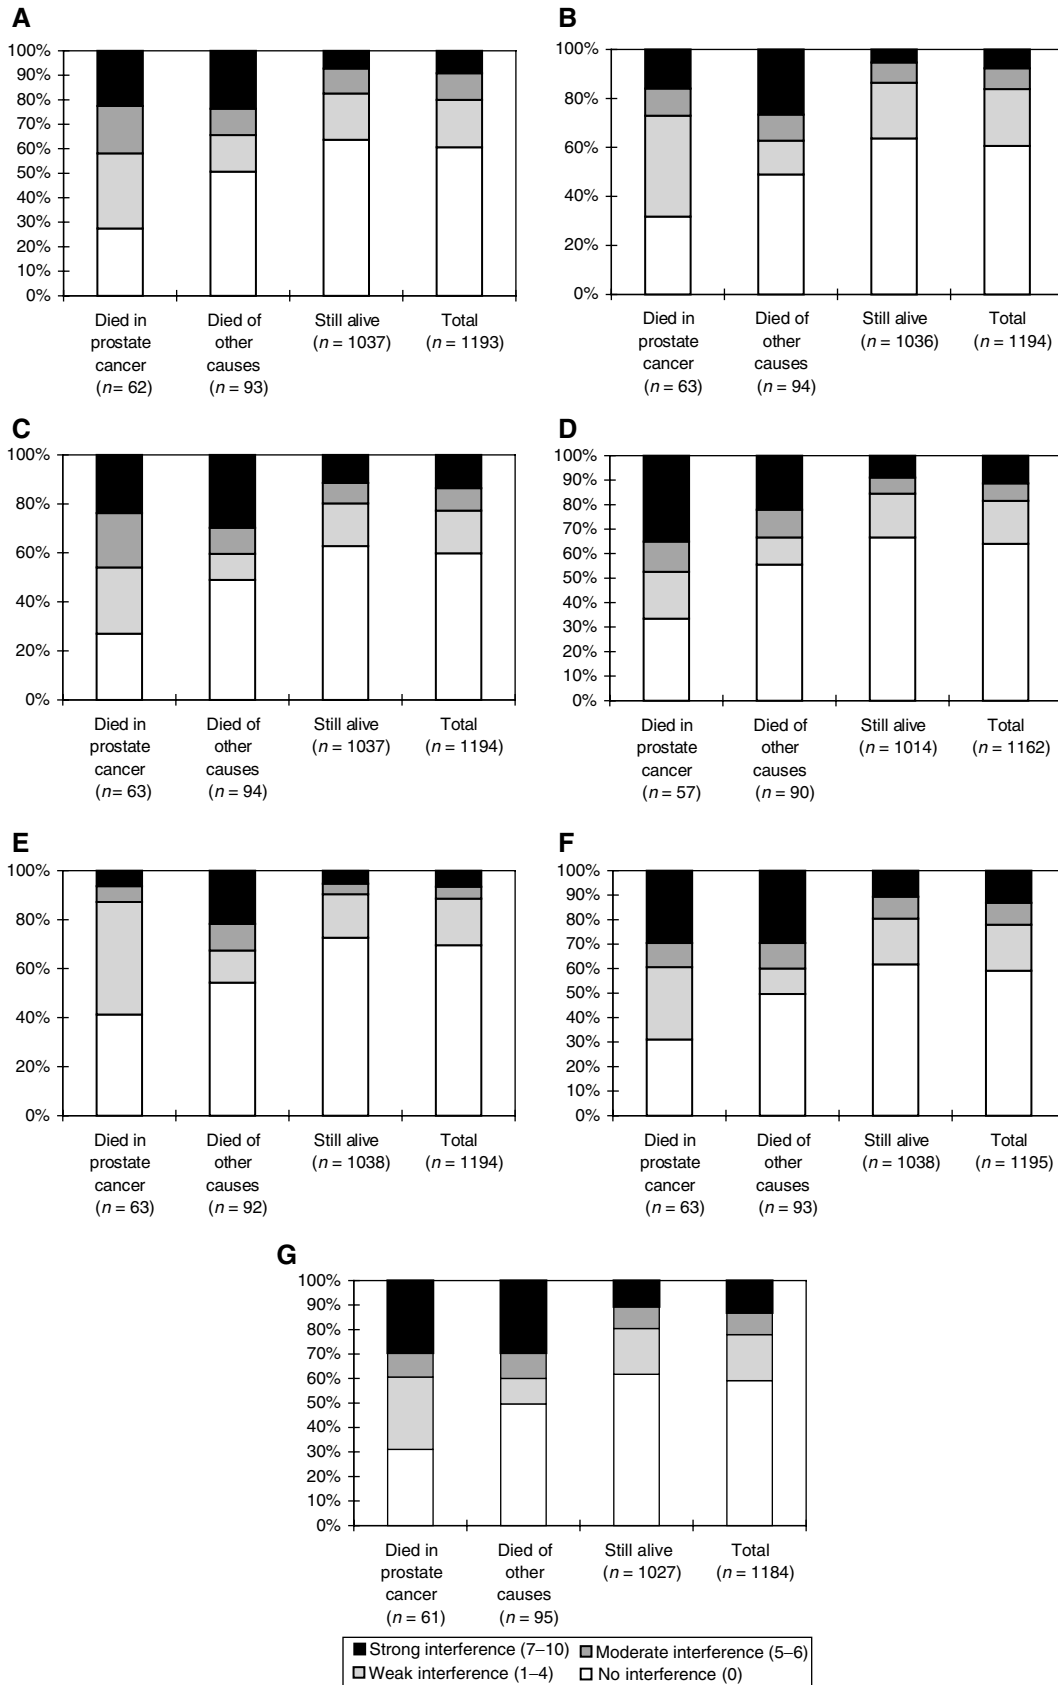 A
100%
90%
80%
70%
60%
50%
40%
30%
20%
10%
0%
Died in
prostate
cancer
(n= 62)
Died of
other
causes
(n = 93)
Still alive
(n = 1037)
Total
(n = 1193)
B
100%
80%
60%
40%
20%
0%
Died in
prostate
cancer
(n = 63)
Died of
other
causes
(n = 94)
Still alive
(n = 1036)
Total
(n = 1194)
C
100%
80%
60%
40%
20%
0%
Died in
prostate
cancer
(n= 63)
Died of
other
causes
(n = 94)
Still alive
(n = 1037)
Total
(n = 1194)
D
100%
90%
80%
70%
60%
50%
40%
30%
20%
10%
0%
Died in
prostate
cancer
(n = 57)
Died of
other
causes
(n = 90)
Still alive
(n = 1014)
Total
(n = 1162)
E
100%
80%
60%
40%
20%
0%
Died in
prostate
cancer
(n = 63)
Died of
other
causes
(n = 92)
Still alive
(n = 1038)
Total
(n = 1194)
F
100%
90%
80%
70%
60%
50%
40%
30%
20%
10%
0%
Died in
prostate
cancer
(n = 63)
Died of
other
causes
(n = 93)
Still alive
(n = 1038)
Total
(n = 1195)
G
100%
90%
80%
70%
60%
50%
40%
30%
20%
10%
0%
Died in
prostate
cancer
(n = 61)
Died of
other
causes
(n = 95)
Still alive
(n = 1027)
Total
(n = 1184)
Strong interference (7–10) Moderate interference (5–6)
Weak interference (1–4) No interference (0)